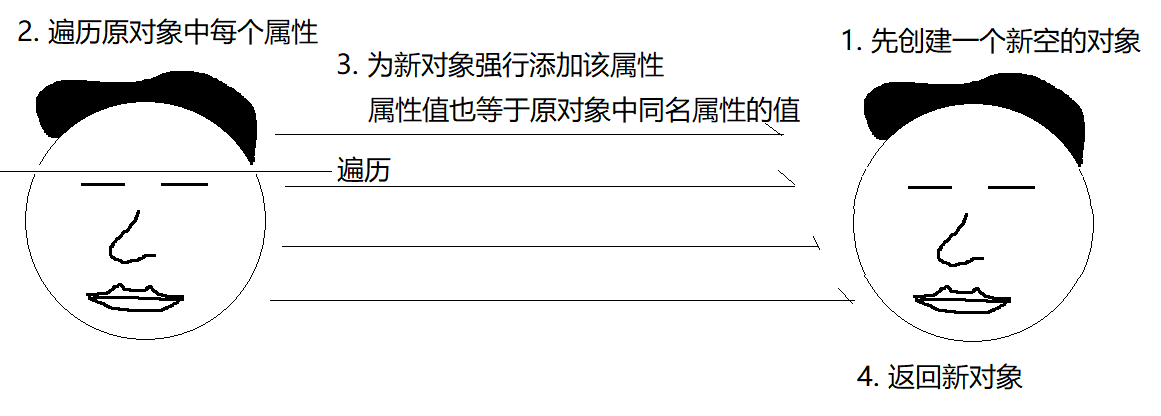 2. 遍历原对象中每个属性
1. 先创建一个新空的对象
3. 为新对象强行添加该属性
属性值也等于原对象中同名属性的值
遍历
4. 返回新对象